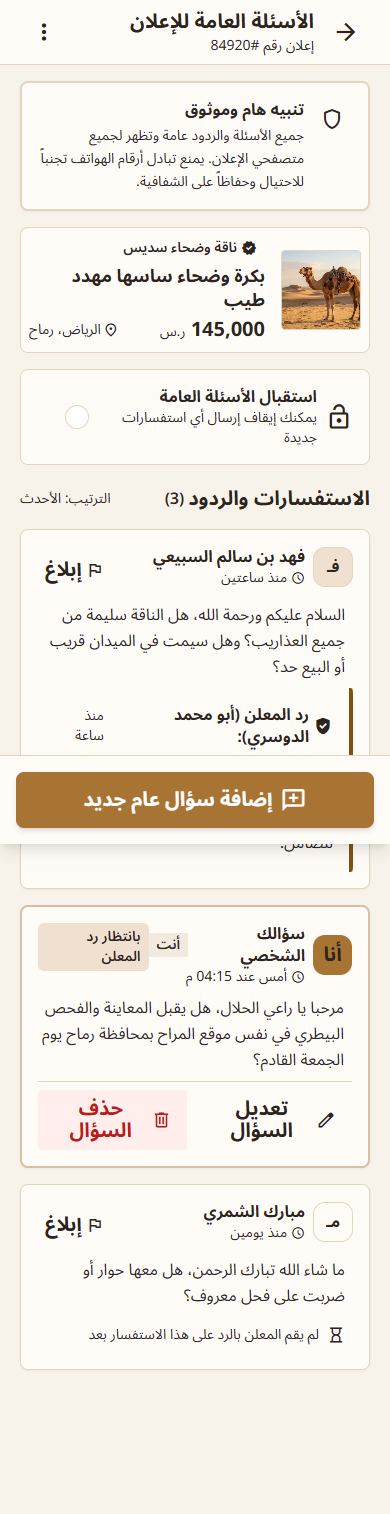 الأسئلة العامة للإعلان
إعلان رقم #84920
تنبيه هام وموثوق
جميع الأسئلة والردود عامة وتظهر لجميع
متصفحي الإعلان. يمنع تبادل أرقام الهواتف تجنباً
للاحتيال وحفاظاً على الشفافية.
ناقة وضحاء سديس
بكرة وضحاء ساسها مهدد
طيب
145,000 ر.س
الرياض، رماح
استقبال الأسئلة العامة
يمكنك إيقاف إرسال أي استفسارات
جديدة
الاستفسارات والردود (3)
الترتيب: الأحدث
فـ
فهد بن سالم السبيعي
منذ ساعتين
إبلاغ
السلام عليكم ورحمة الله، هل الناقة سليمة من
جميع العذاريب؟ وهل سيمت في الميدان قريب
أو البيع حد؟
رد المعلن (أبو محمد
الدوسري):
منذ
ساعة
إضافة سؤال عام جديد
أنا
سؤالك
الشخصي
أنت
بانتظار رد
المعلن
أمس عند 04:15 م
مرحبا يا راعي الحلال، هل يقبل المعاينة والفحص
البيطري في نفس موقع المراح بمحافظة رماح يوم
الجمعة القادم؟
تعديل
السؤال
حذف
السؤال
مـ
مبارك الشمري
منذ يومين
إبلاغ
ما شاء الله تبارك الرحمن، هل معها حوار أو
ضربت على فحل معروف؟
لم يقم المعلن بالرد على هذا الاستفسار بعد